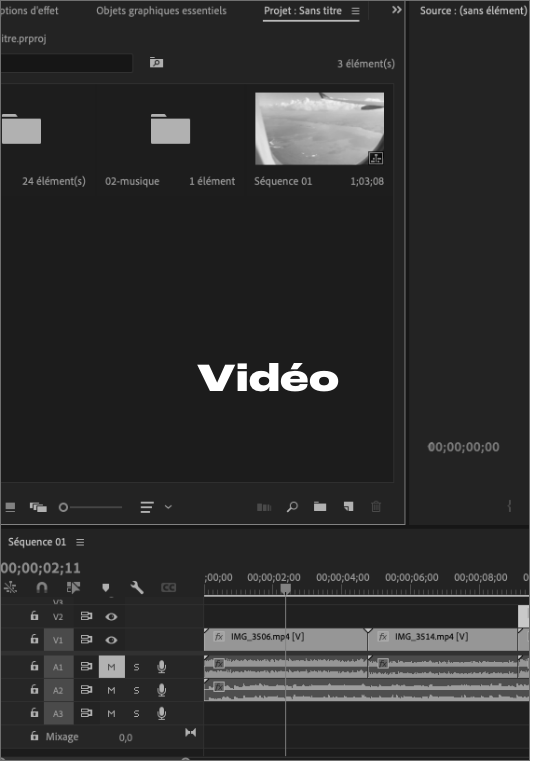 ptions d'effet
Objets graphiques essentiels
Projet : Sans titre
Source : (sans élément)
itre.prproj
3 élément(s)
24 élément(s)
02-musique
1 élément
Séquence 01
1;03;08
Vidéo
00;00;00;00
Séquence 01
00;00;02;11
;00;00
00;00;02;00
00;00;04;00
00;00;06;00
00;00;08;00
V2
V1
fx IMG_3506.mp4 [V]
fx IMG_3514.mp4 [V]
A1 M S
A2 M S
A3 M S
Mixage
0,0